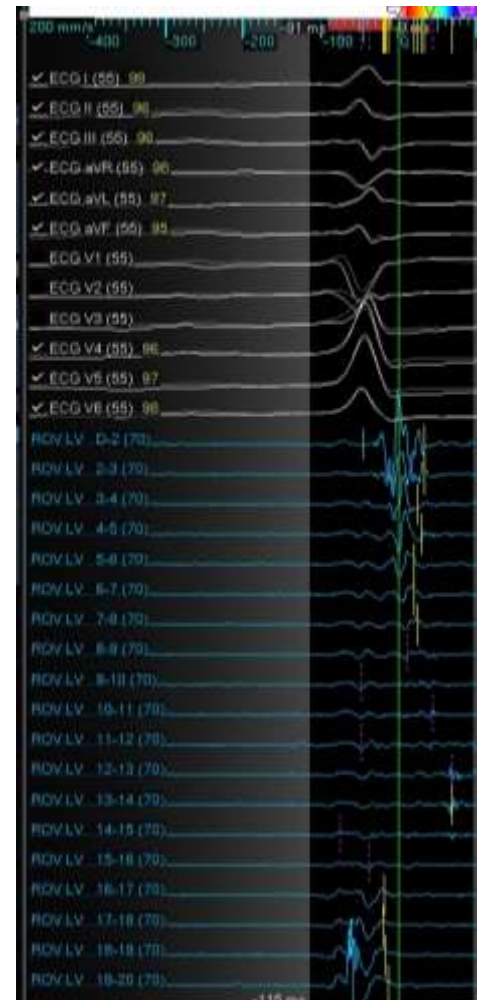 200 mm/s
-91 ms
-400 -300 -200 -100 0
ECG I (55) 99
ECG II (55) 98
ECG III (55) 98
ECG aVR (55) 96
ECG aVL (55) 97
ECG aVF (55) 95
ECG V1 (55)
ECG V2 (55)
ECG V3 (55)
ECG V4 (55) 96
ECG V5 (55) 97
ECG V6 (55) 98
ROV LV D-2 (70)
ROV LV 2-3 (70)
ROV LV 3-4 (70)
ROV LV 4-5 (70)
ROV LV 5-6 (70)
ROV LV 6-7 (70)
ROV LV 7-8 (70)
ROV LV 8-9 (70)
ROV LV 9-10 (70)
ROV LV 10-11 (70)
ROV LV 11-12 (70)
ROV LV 12-13 (70)
ROV LV 13-14 (70)
ROV LV 14-15 (70)
ROV LV 15-16 (70)
ROV LV 16-17 (70)
ROV LV 17-18 (70)
ROV LV 18-19 (70)
ROV LV 19-20 (70)